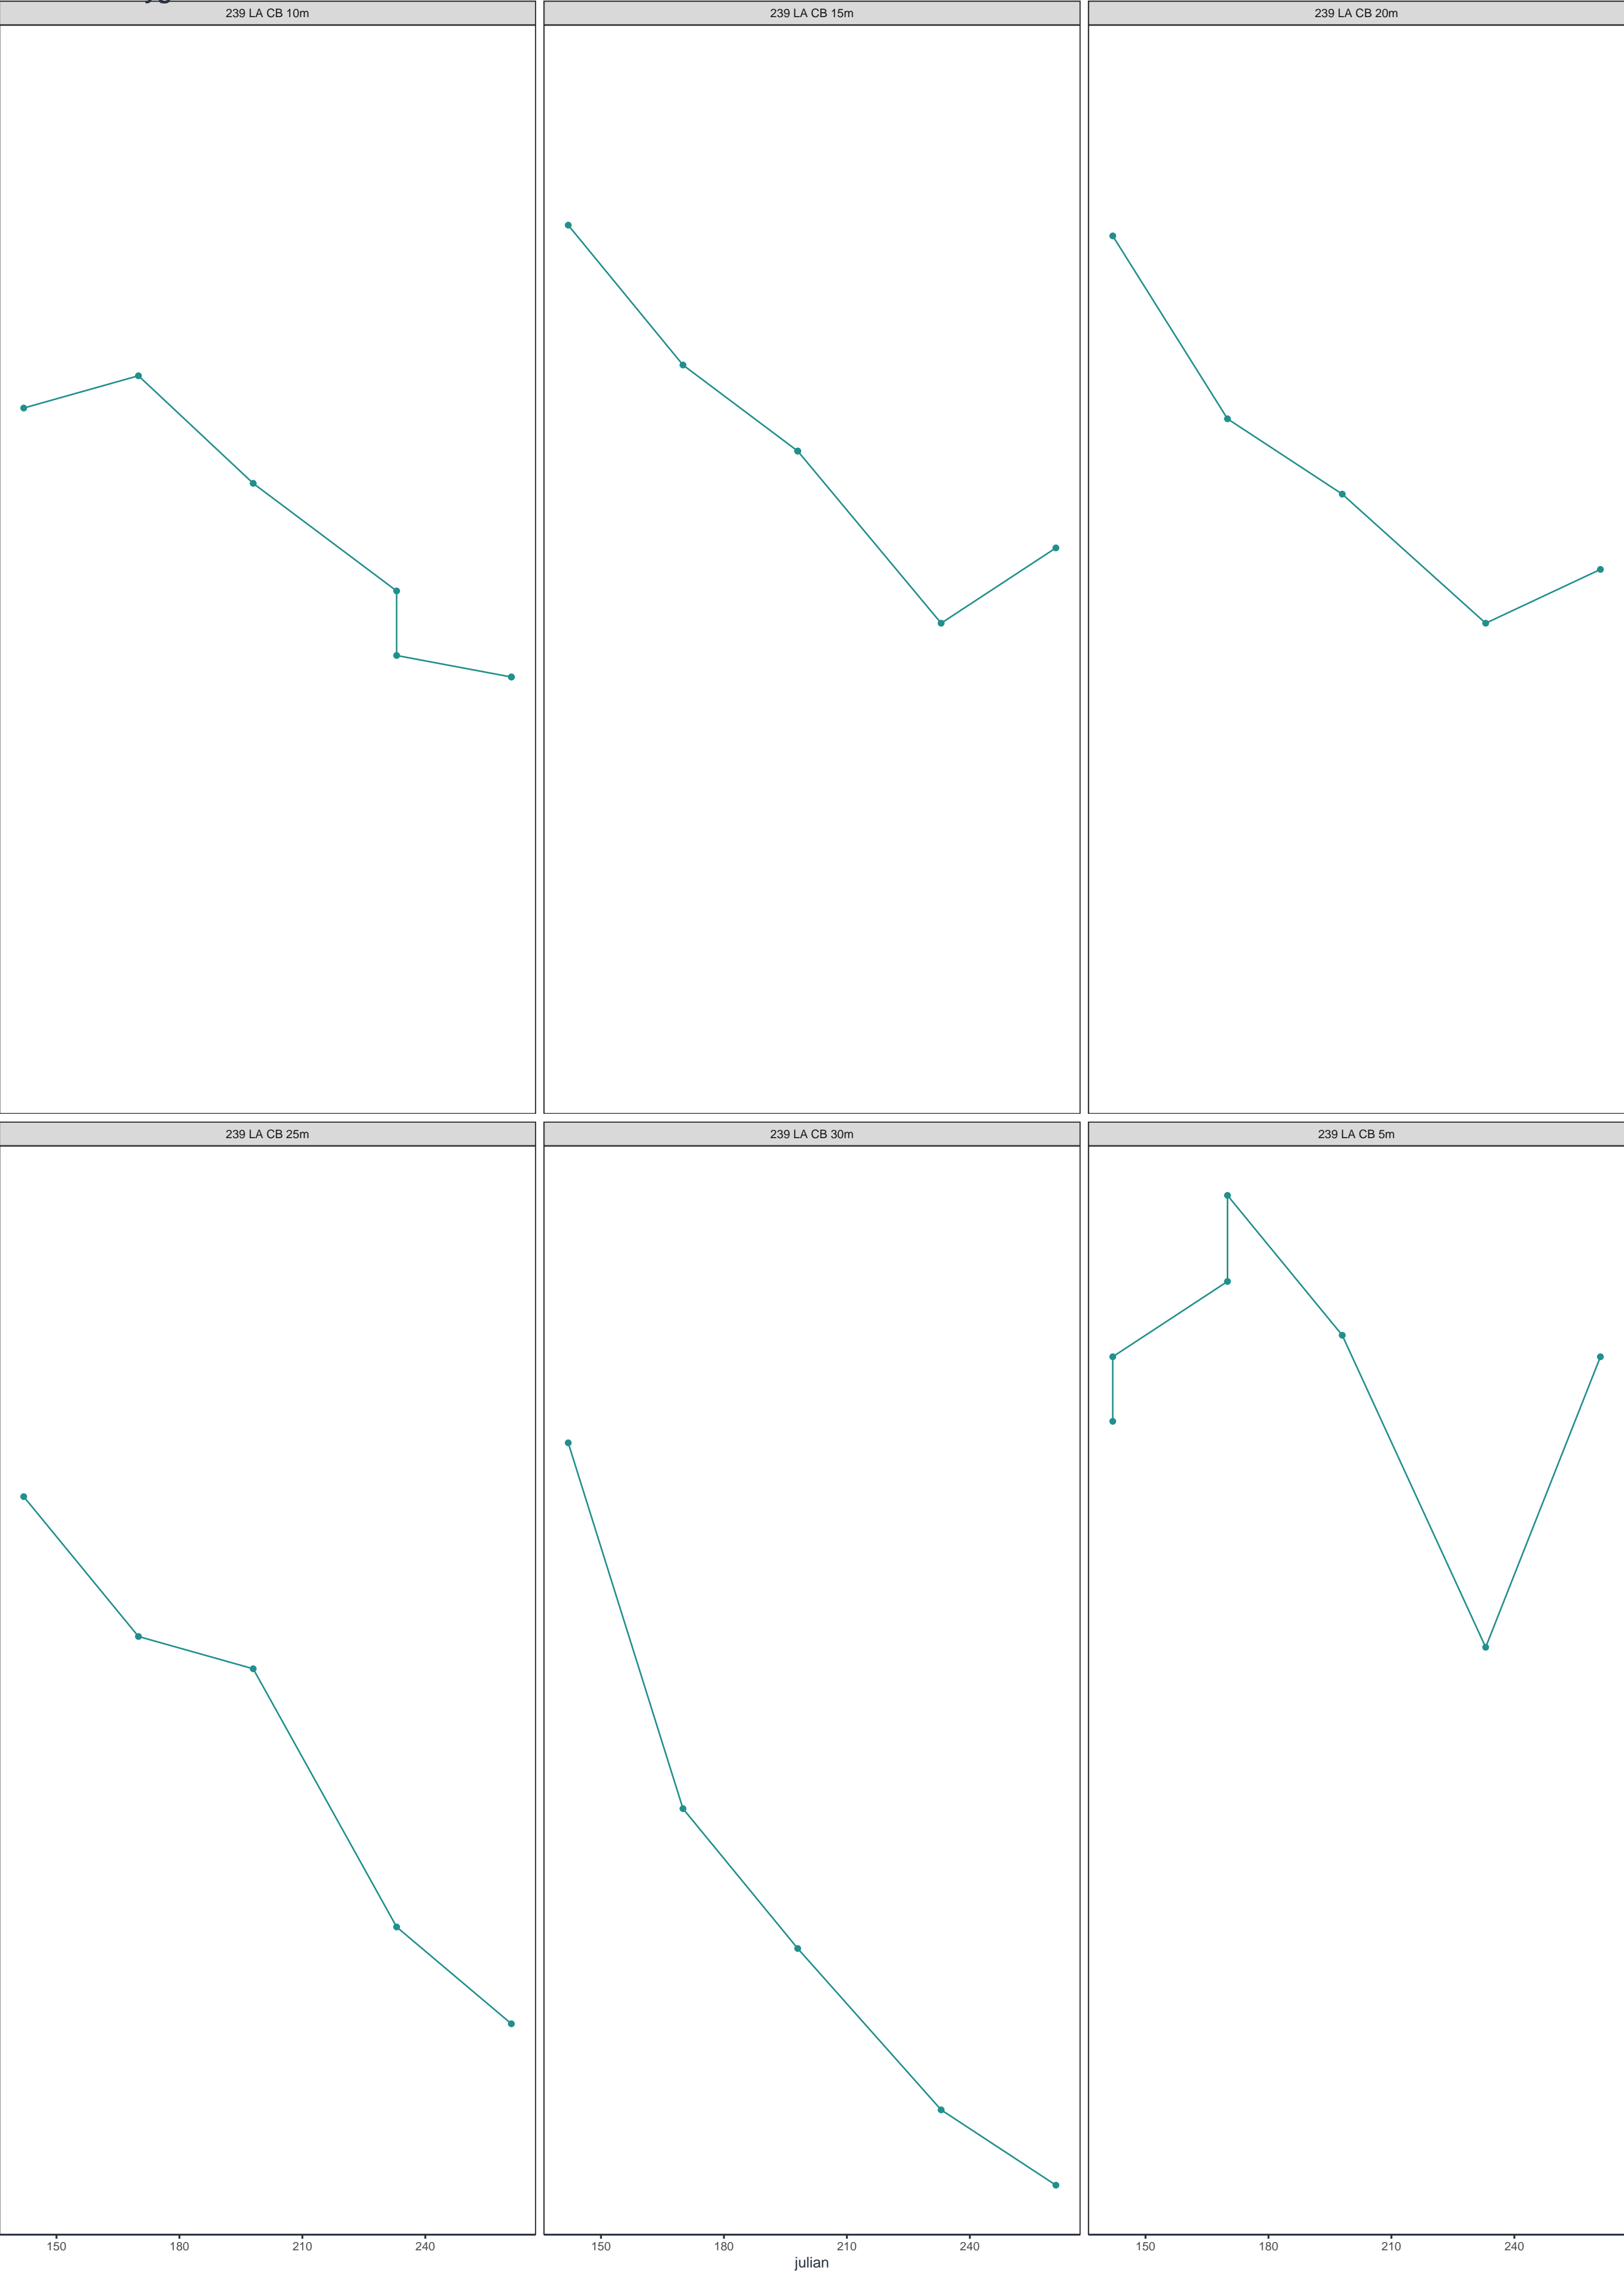 239 LA CB 10m 239 LA CB 15m 239 LA CB 20m
239 LA CB 25m 239 LA CB 30m 239 LA CB 5m
150 180 210 240 150 180 210 240 150 180 210 240
julian